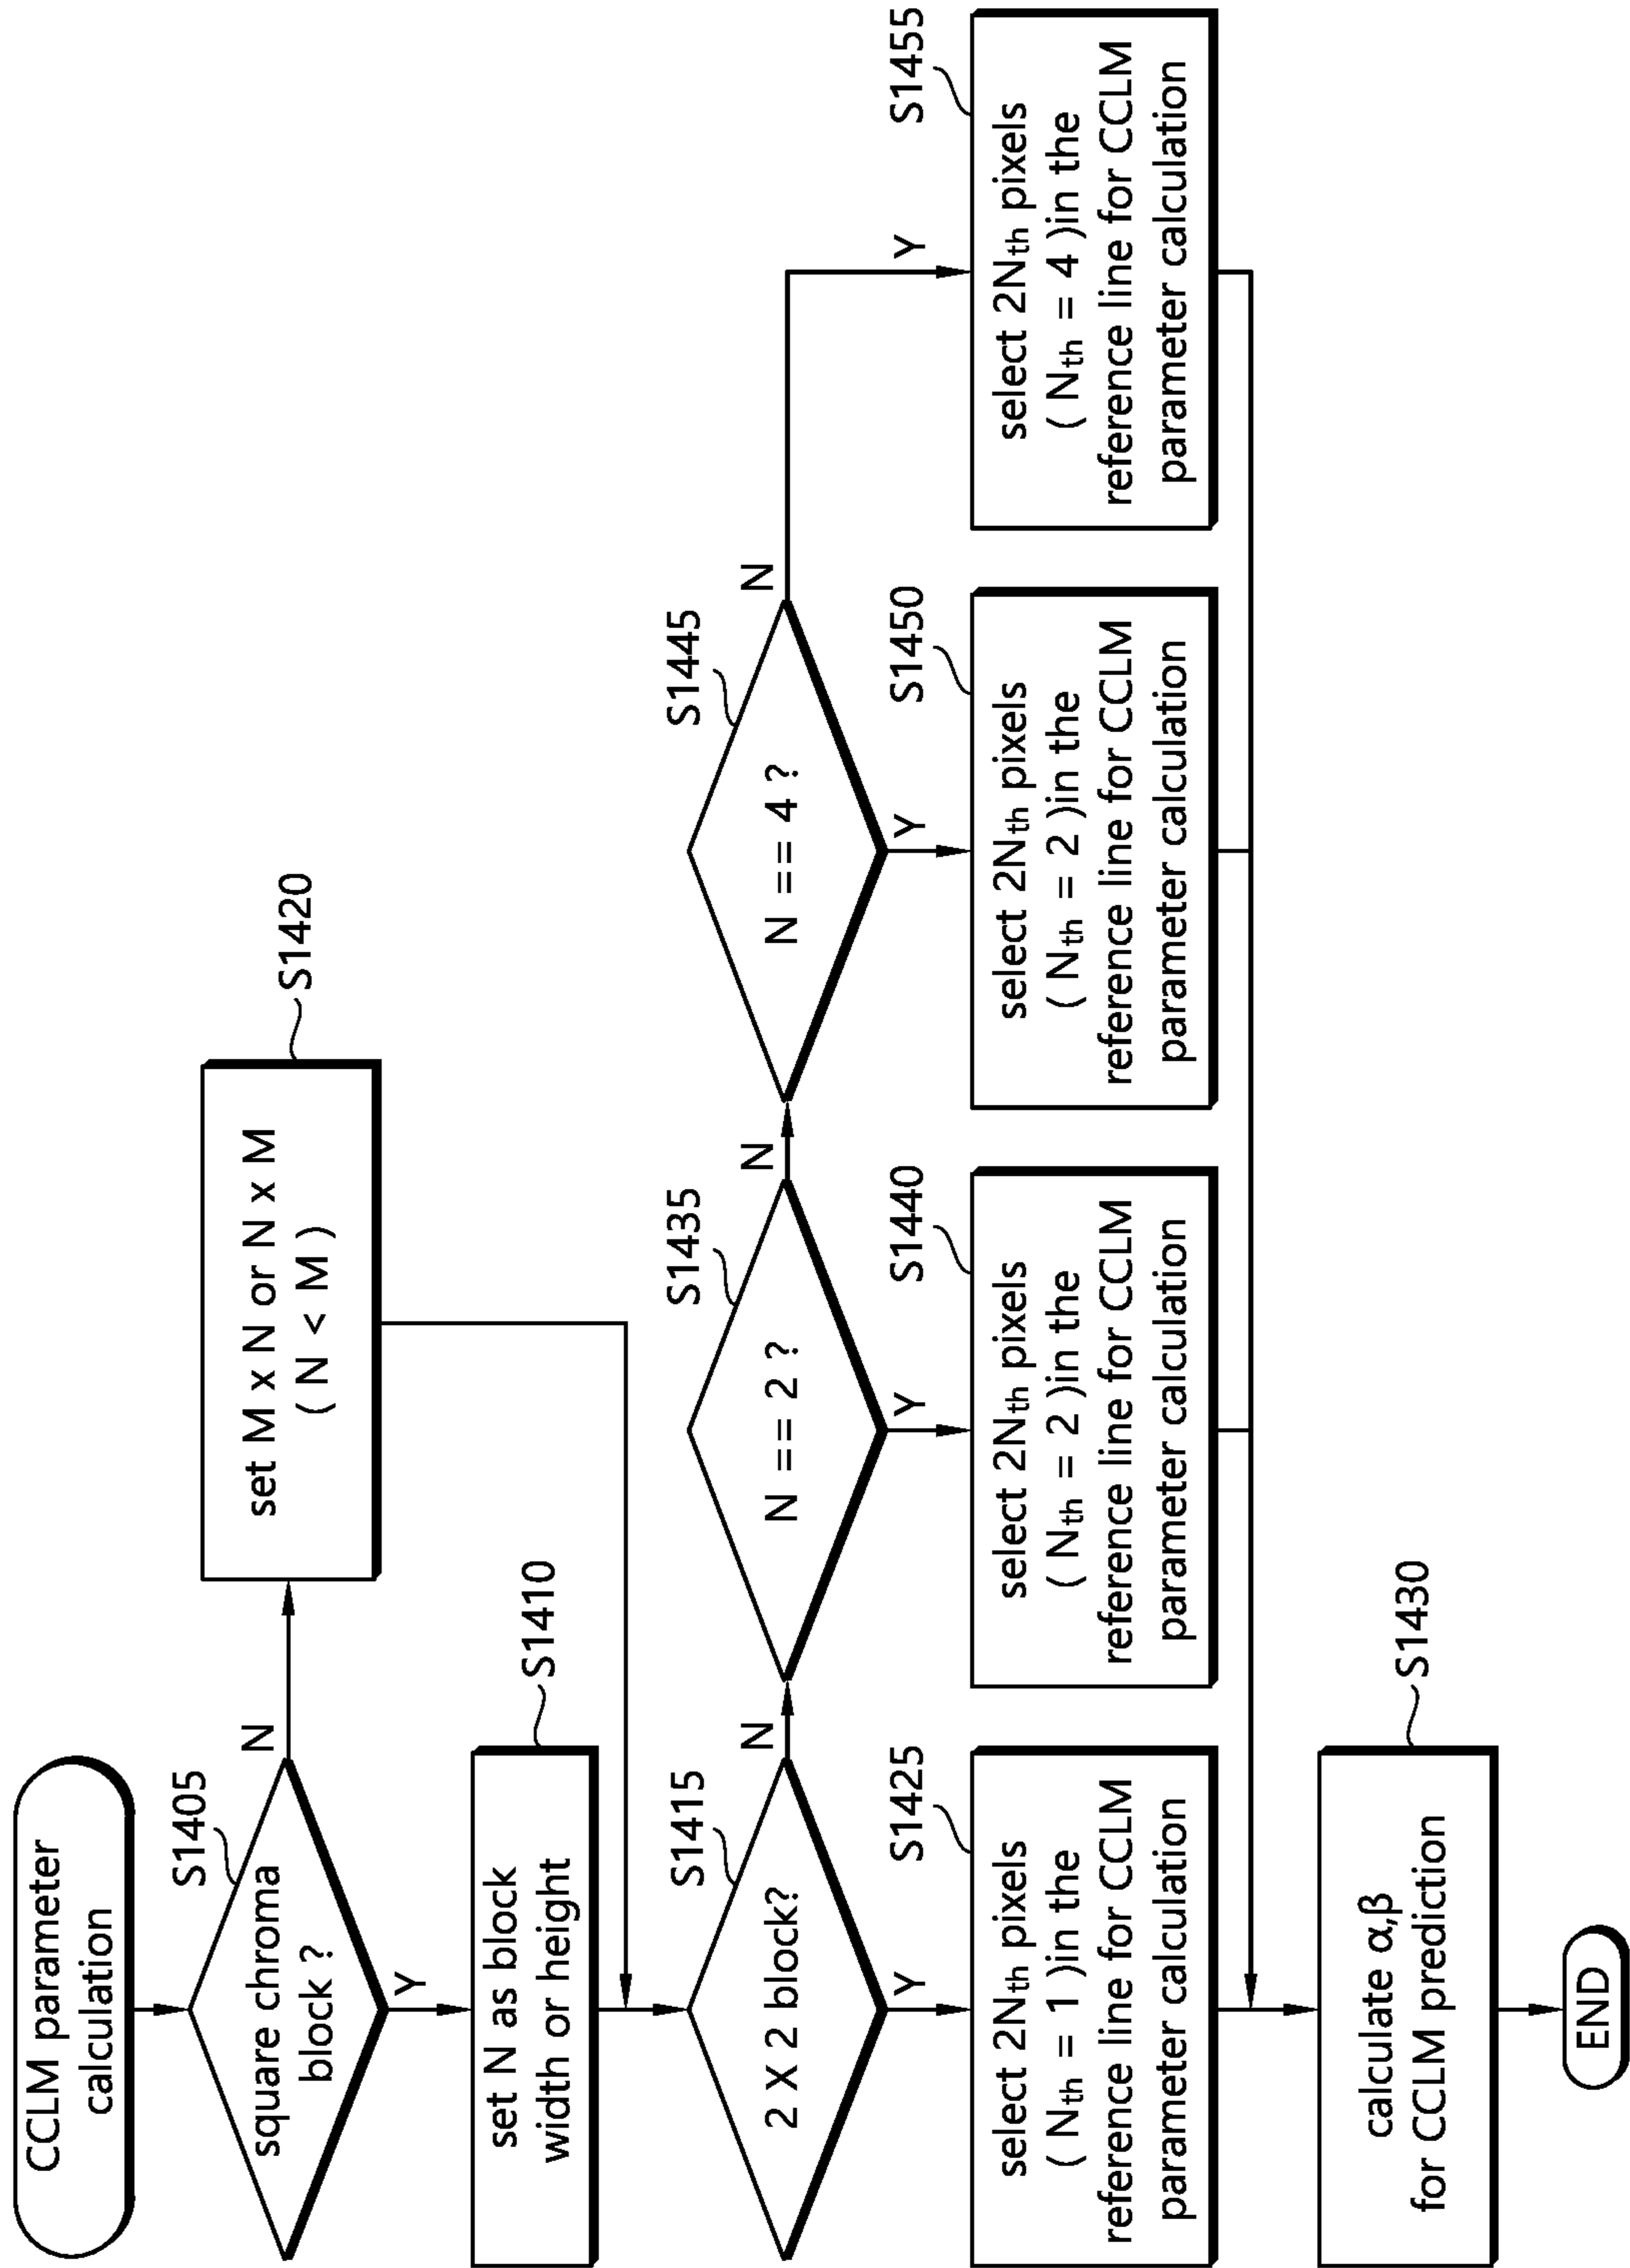 CCLM parameter
calculation
S1405
square chroma
block ?
N
Y
S1420
set M x N or N x M
( N < M )
S1410
set N as block
width or height
S1415
2 X 2 block?
N
Y
S1435
N == 2 ?
N
Y
S1445
N == 4 ?
N
Y
Y
S1425
select 2Nth pixels
( Nth = 1 )in the
reference line for CCLM
parameter calculation
S1440
select 2Nth pixels
( Nth = 2 )in the
reference line for CCLM
parameter calculation
S1450
select 2Nth pixels
( Nth = 2 )in the
reference line for CCLM
parameter calculation
S1455
select 2Nth pixels
( Nth = 4 )in the
reference line for CCLM
parameter calculation
S1430
calculate α,β
for CCLM prediction
END